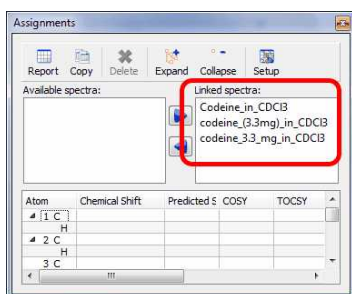 Assignments
Report Copy Delete Expand Collapse Setup
Available spectra: Linked spectra:
Codeine_in_CDCl3
codeine_(3.3mg)_in_CDCl3
codeine_3.3_mg_in_CDCl3
Atom Chemical Shift Predicted S COSY TOCSY
1 C
H
2 C
H
3 C